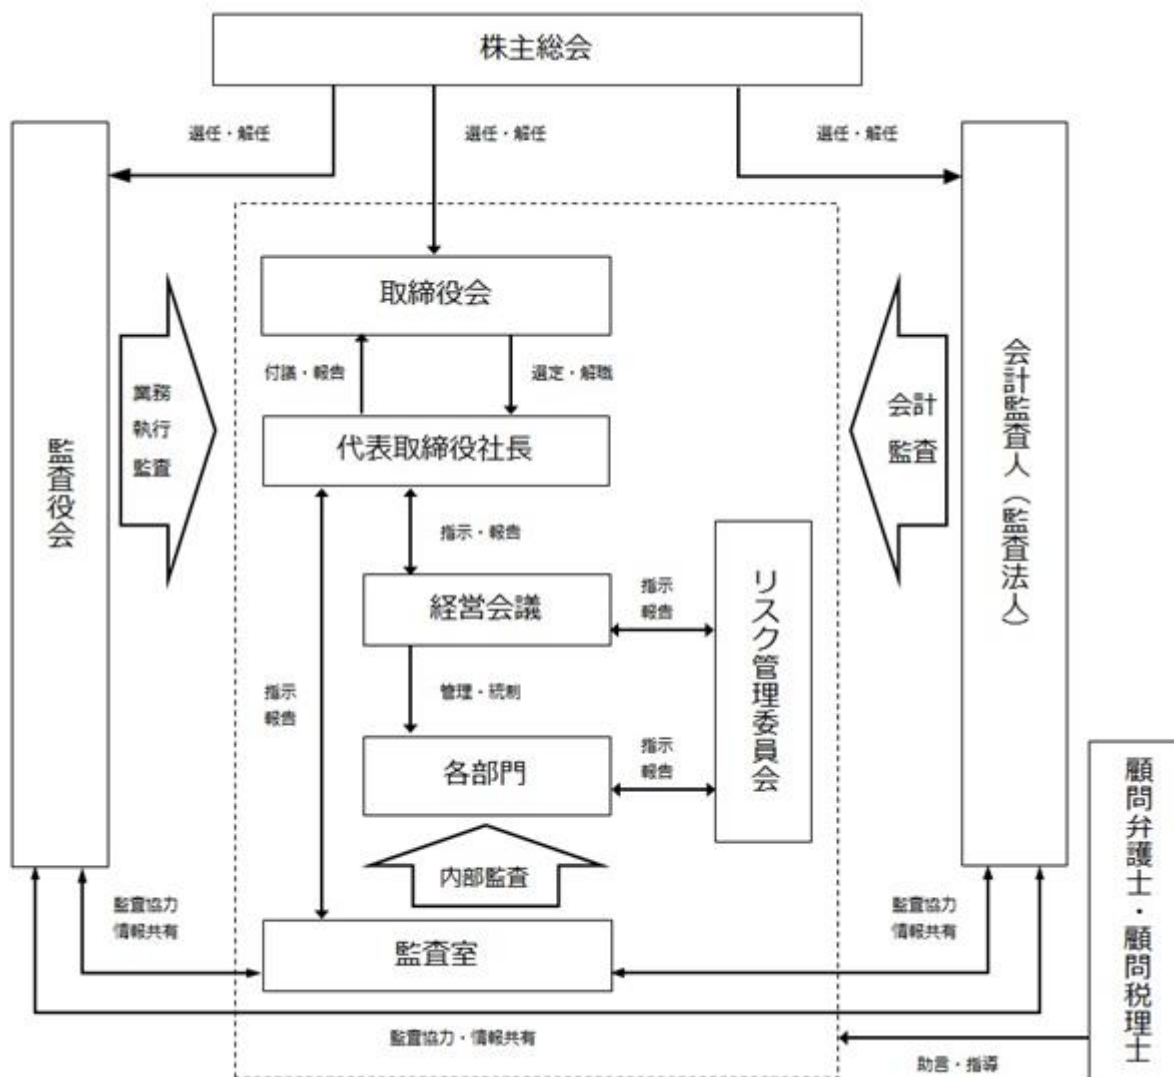 株主総会
選任・解任
選任・解任
選任・解任
取締役会
付議・報告
選定・解職
業務
執行
監査
会計
監査
監査役会
会計監査人（監査法人）
代表取締役社長
指示・報告
経営会議
指示
報告
リスク管理委員会
指示
報告
管理・統制
各部門
指示
報告
顧問弁護士・顧問税理士
内部監査
監査協力
情報共有
監査協力
情報共有
監査室
監査協力・情報共有
助言・指導